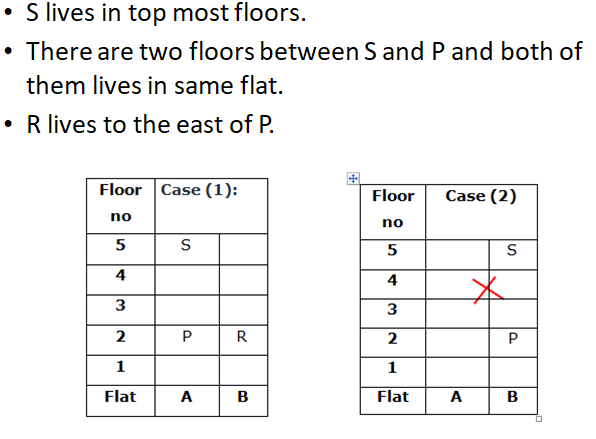 • S lives in top most floors.
• There are two floors between S and P and both of
them lives in same flat.
• R lives to the east of P.
Floor no Case (1):
5 S
4
3
2 P R
1
Flat A B
Floor no Case (2)
5 S
4
3
2 P
1
Flat A B